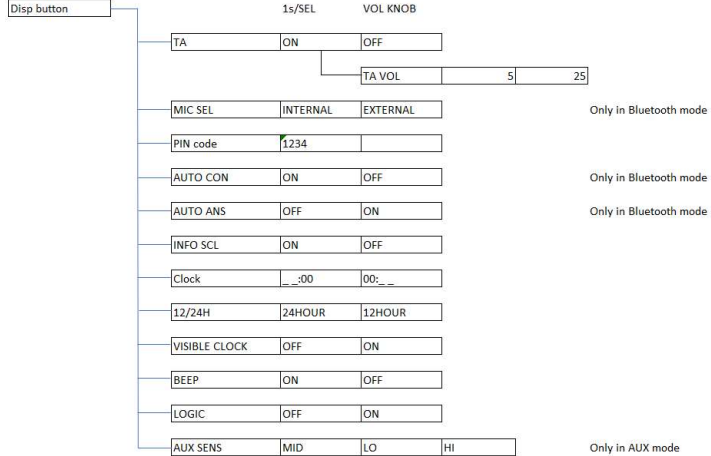 Disp button 1s/SEL VOL KNOB
TA ON OFF
TA VOL 5 25
MIC SEL INTERNAL EXTERNAL Only in Bluetooth mode
PIN code 1234
AUTO CON ON OFF Only in Bluetooth mode
AUTO ANS OFF ON Only in Bluetooth mode
INFO SCL ON OFF
Clock _ _:00 00:_ _
12/24H 24HOUR 12HOUR
VISIBLE CLOCK OFF ON
BEEP ON OFF
LOGIC OFF ON
AUX SENS MID LO HI Only in AUX mode